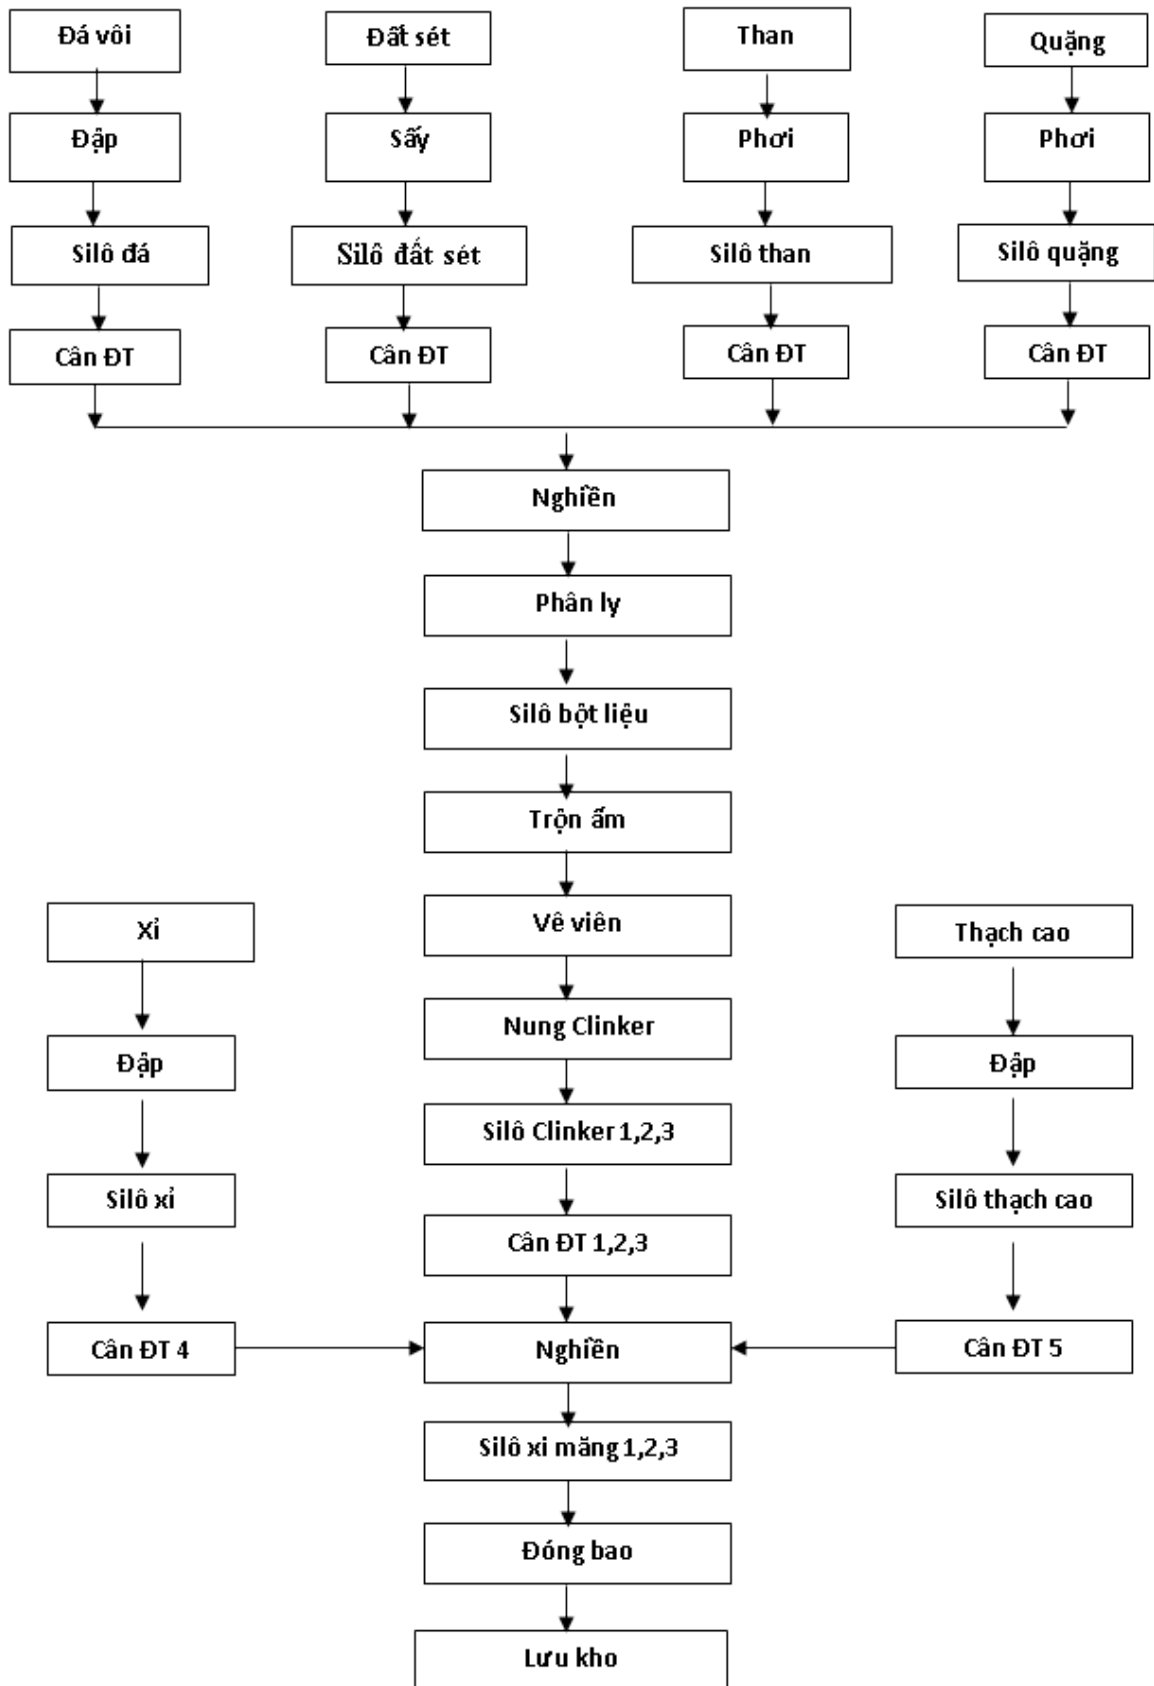 Đá vôi
Đất sét
Than
Quặng
Đập
Sấy
Phơi
Phơi
Silô đá
Silô đất sét
Silô than
Silô quặng
Cân ĐT
Cân ĐT
Cân ĐT
Cân ĐT
Nghiền
Phân ly
Silô bột liệu
Trộn ẩm
Vê viên
Xỉ
Thạch cao
Nung Clinker
Đập
Đập
Silô Clinker 1,2,3
Silô xỉ
Silô thạch cao
Cân ĐT 1,2,3
Cân ĐT 4
Nghiền
Cân ĐT 5
Silô xi măng 1,2,3
Đóng bao
Lưu kho